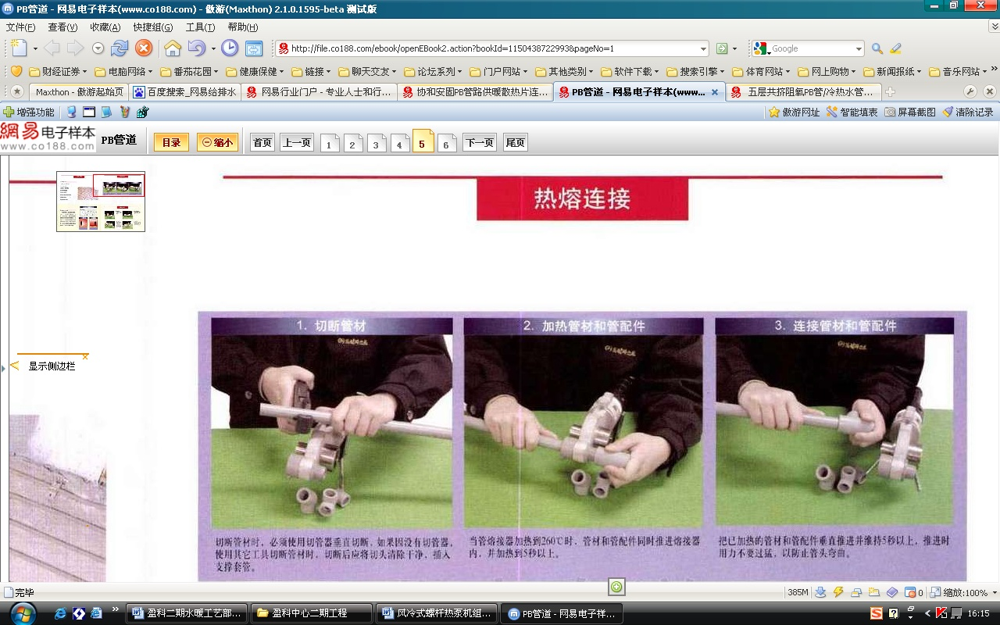 PB管道 - 网易电子样本(www.co188.com) - 傲游(Maxthon) 2.1.0.1595-beta 测试版
文件(F) 查看(V) 收藏(A) 快捷组(G) 工具(T) 帮助(H)
http://file.co188.com/ebook/openEBook2.action?bookId=11504387229938&pageNo=1 Google
财经证券 电脑网络 番茄花园 健康保健 链接 聊天交友 论坛系列 门户网站 其他类别 软件下载 搜索引擎 体育网站 网上购物 新闻报纸 音乐网站
Maxthon - 傲游起始页 百度搜索_网易给排水 网易行业门户 - 专业人士和行... 协和安固PB管路供暖散热片连... PB管道 - 网易电子样本(www... 五层共挤阻氧PB管/冷热水管...
增强功能 傲游网址 智能填表 屏幕截图 清除记录
網易 电子样本
www.co188.com
PB管道 目录 缩小 首页 上一页 1 2 3 4 5 6 下一页 尾页
热熔连接
显示侧边栏
1. 切断管材
切断管材时，必须使用切管器垂直切断，如果因没有切管器，
使用其它工具切断管材时，切断后应将切头清除干净，插入
支撑套管。
2. 加热管材和管配件
当管熔接器加热到260℃时，管材和管配件同时推进熔接器
内，并加热到5秒以上。
3. 连接管材和管配件
把已加热的管材和管配件垂直推进并维持5秒以上，推进时
用力不要过猛，以防止管头弯曲。
完毕 385M 0 缩放:100%
盈科二期水暖工艺部... 盈科中心二期工程 风冷式螺杆热泵机组... PB管道 - 网易电子样... 16:15